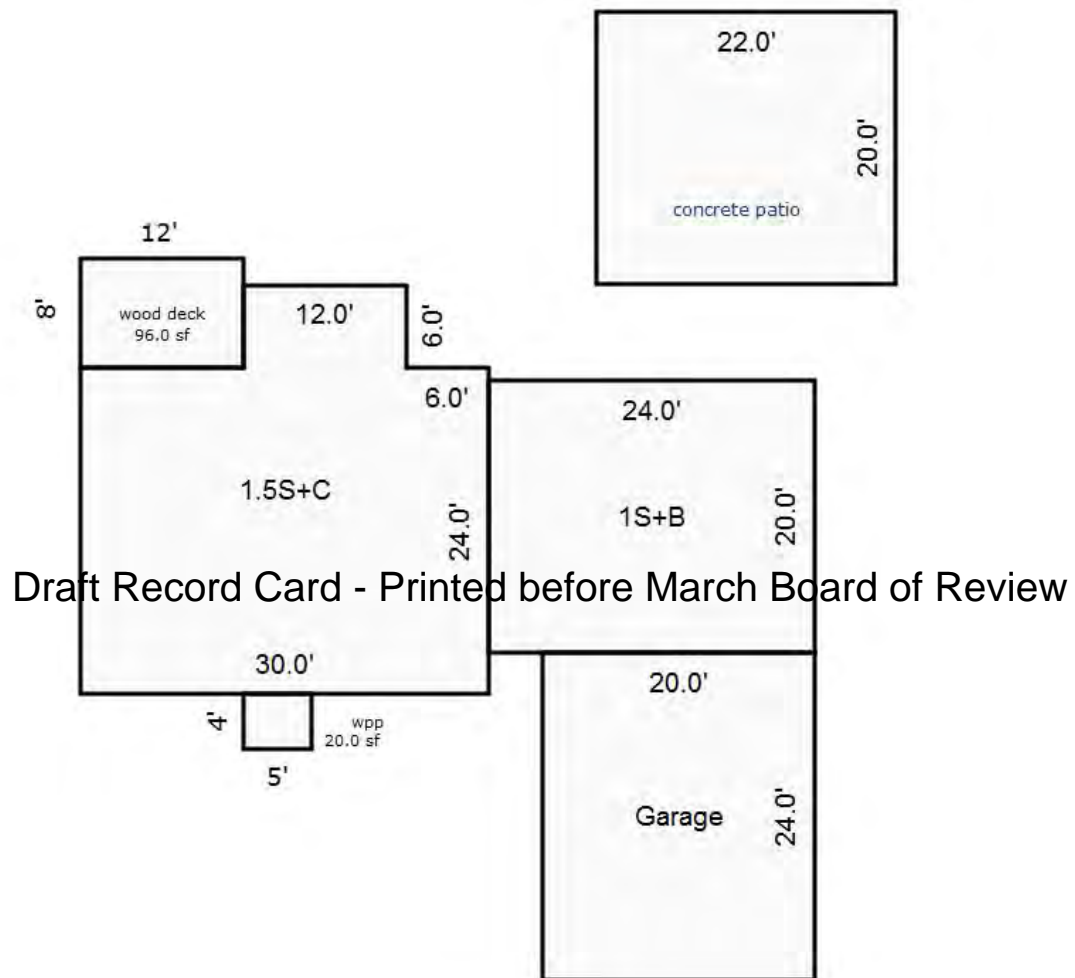 22.0'
20.0'
concrete patio
12'
8'
wood deck
96.0 sf
12.0'
6.0'
6.0'
24.0'
1.5S+C
24.0'
1S+B
20.0'
Draft Record Card - Printed before March Board of Review
30.0'
20.0'
4'
wpp
20.0 sf
5'
Garage
24.0'